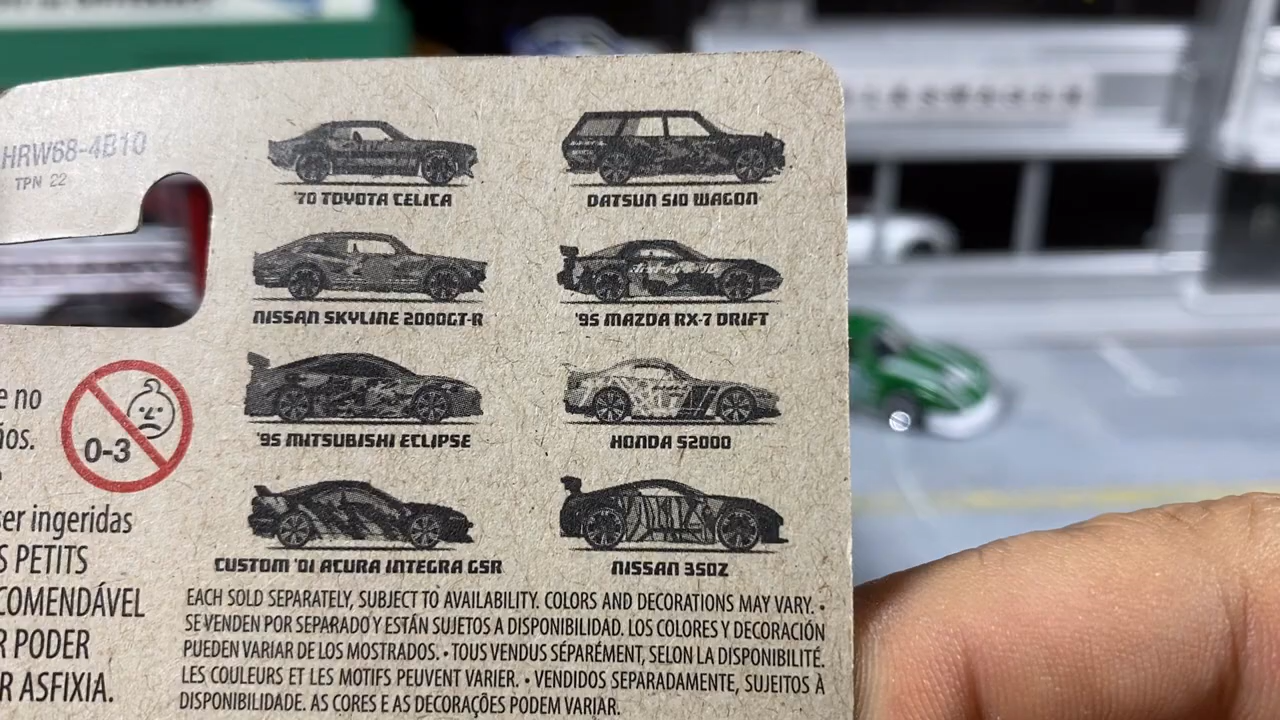 HRW68-4B10
TPN 22
'70 TOYOTA CELICA
DATSUN 510 WAGON
NISSAN SKYLINE 2000GT-R
'95 MAZDA RX-7 DRIFT
'95 MITSUBISHI ECLIPSE
HONDA S2000
CUSTOM '01 ACURA INTEGRA GSR
NISSAN 350Z
e no
ños.
0-3
ser ingeridas
S PETITS
COMENDÁVEL
R PODER
R ASFIXIA.
EACH SOLD SEPARATELY, SUBJECT TO AVAILABILITY. COLORS AND DECORATIONS MAY VARY. •
SE VENDEN POR SEPARADO Y ESTÁN SUJETOS A DISPONIBILIDAD. LOS COLORES Y DECORACIÓN
PUEDEN VARIAR DE LOS MOSTRADOS. • TOUS VENDUS SÉPARÉMENT, SELON LA DISPONIBILITÉ.
LES COULEURS ET LES MOTIFS PEUVENT VARIER. • VENDIDOS SEPARADAMENTE, SUJEITOS À
DISPONIBILIDADE. AS CORES E AS DECORAÇÕES PODEM VARIAR.